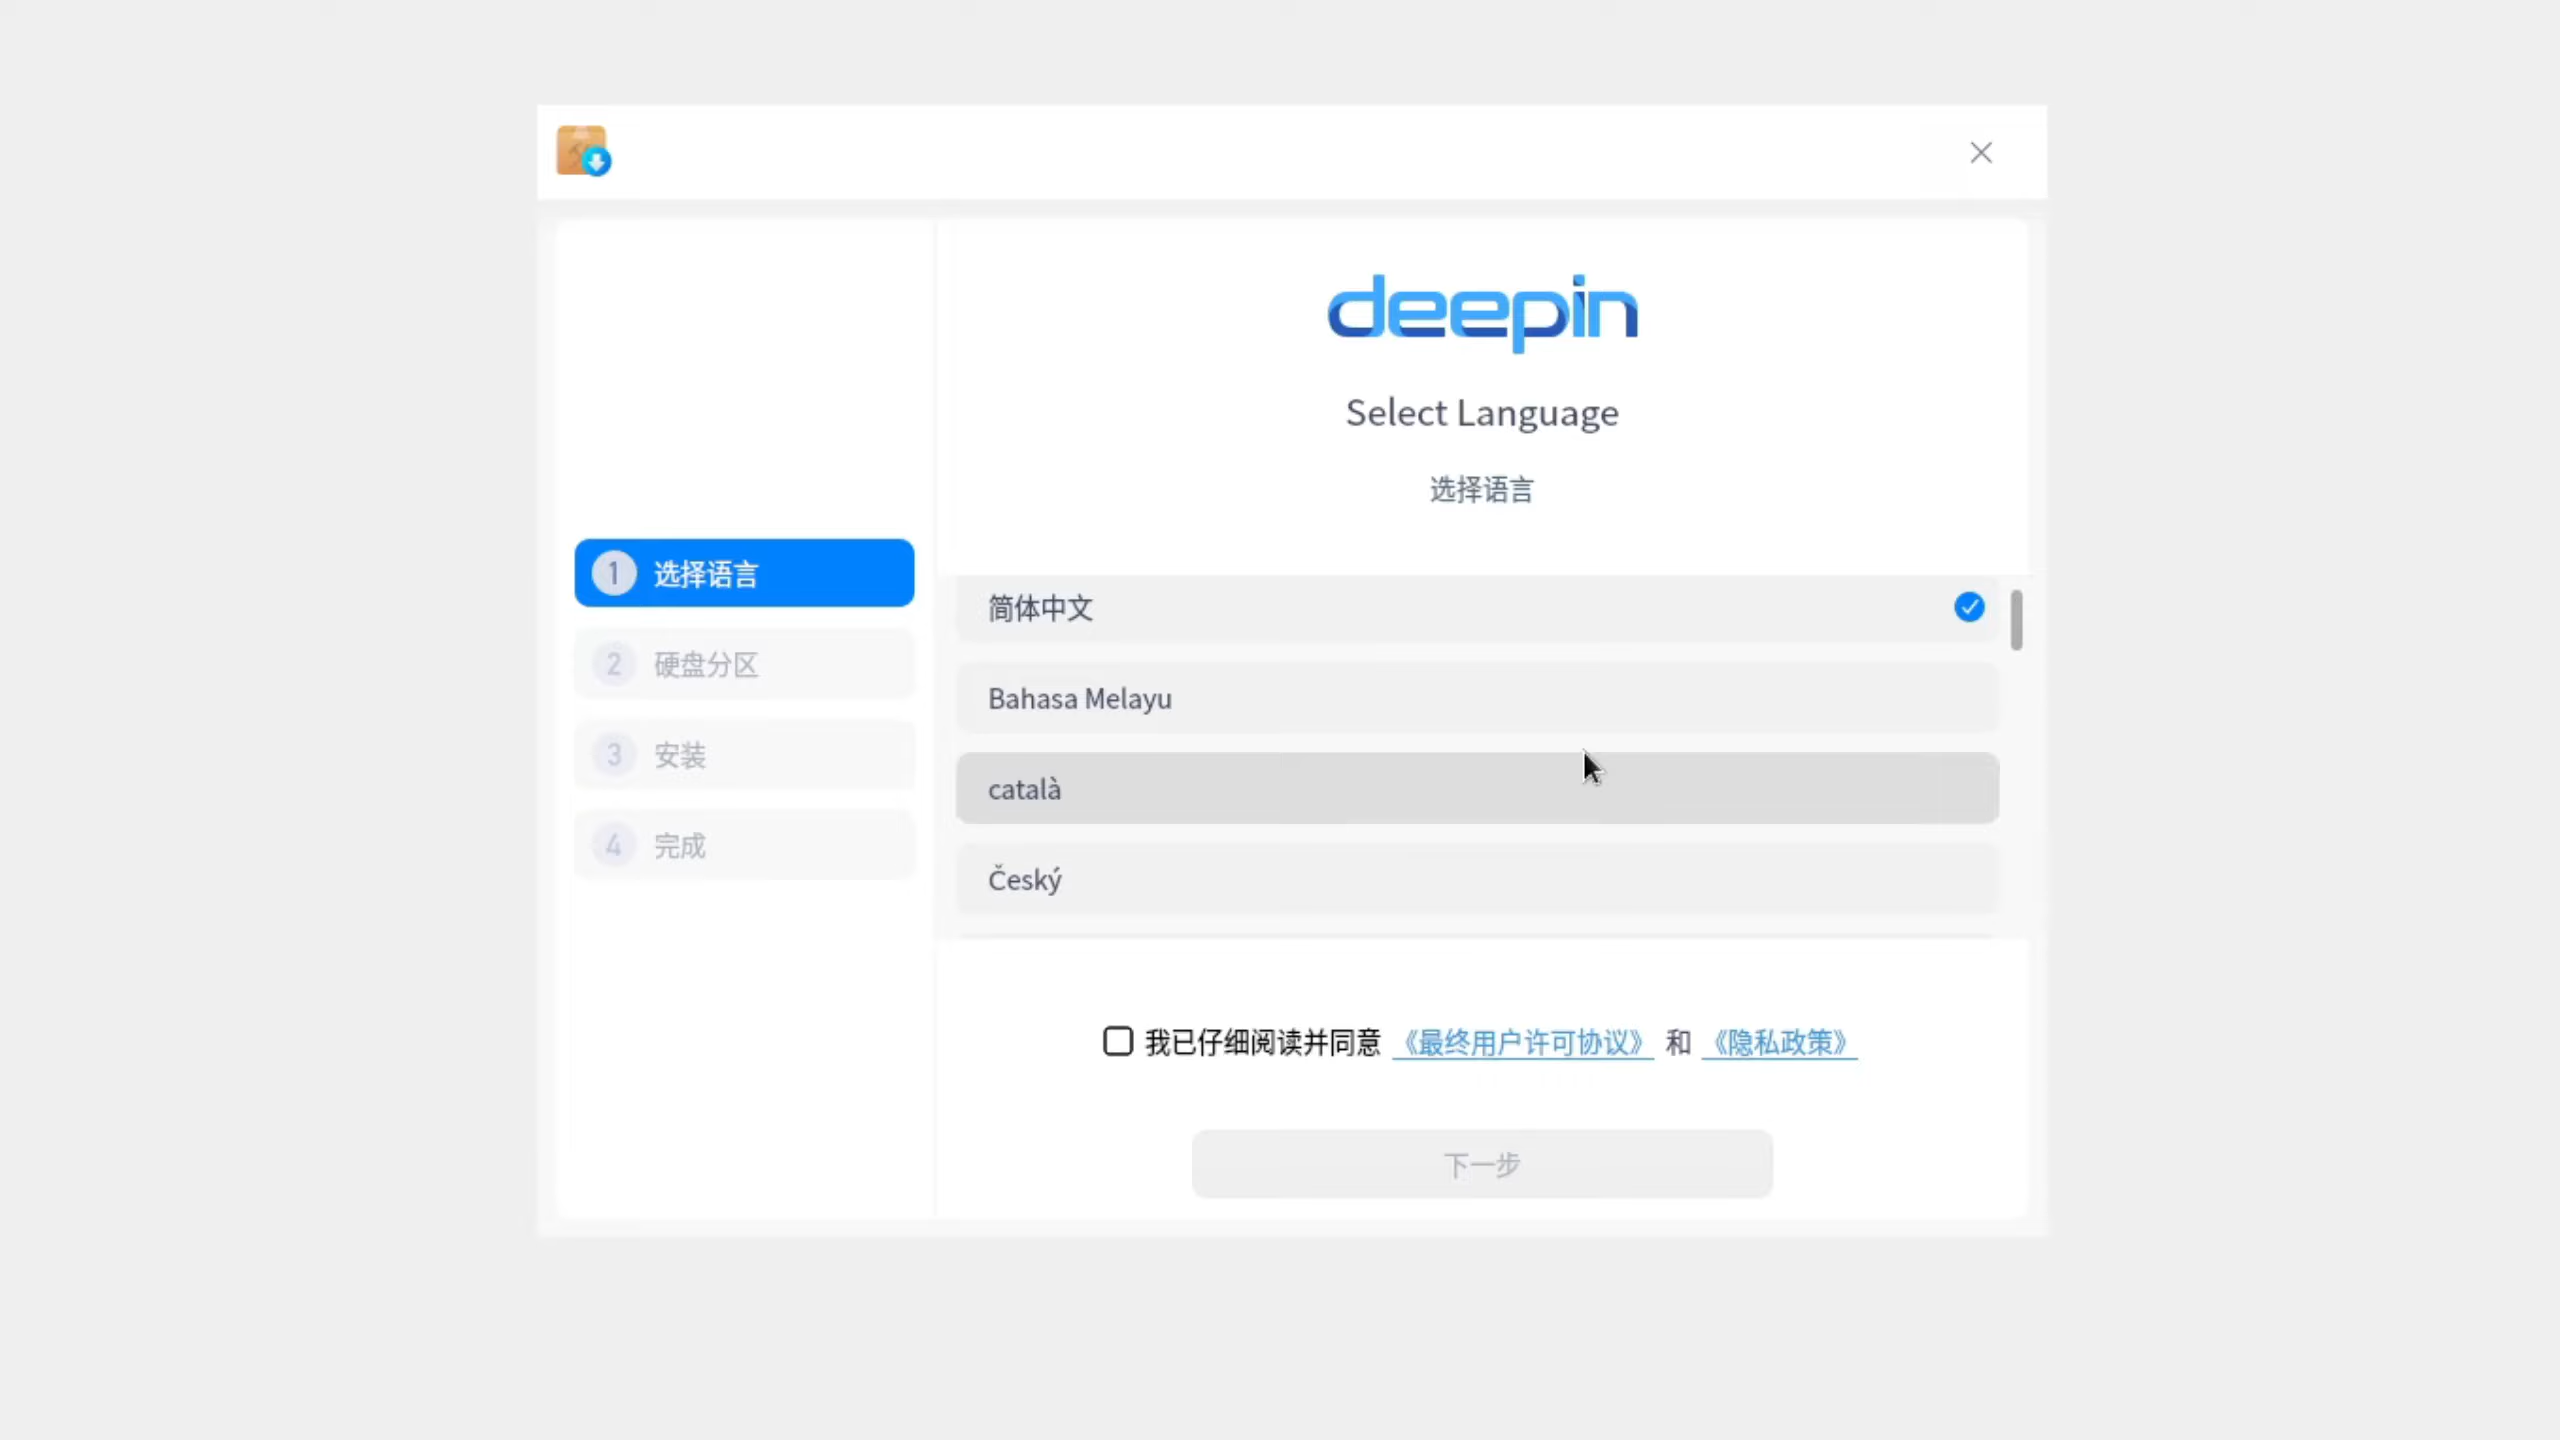 deepin
Select Language
选择语言
1 选择语言
2 硬盘分区
3 安装
4 完成
简体中文
Bahasa Melayu
català
Český
我已仔细阅读并同意 《最终用户许可协议》 和 《隐私政策》
下一步